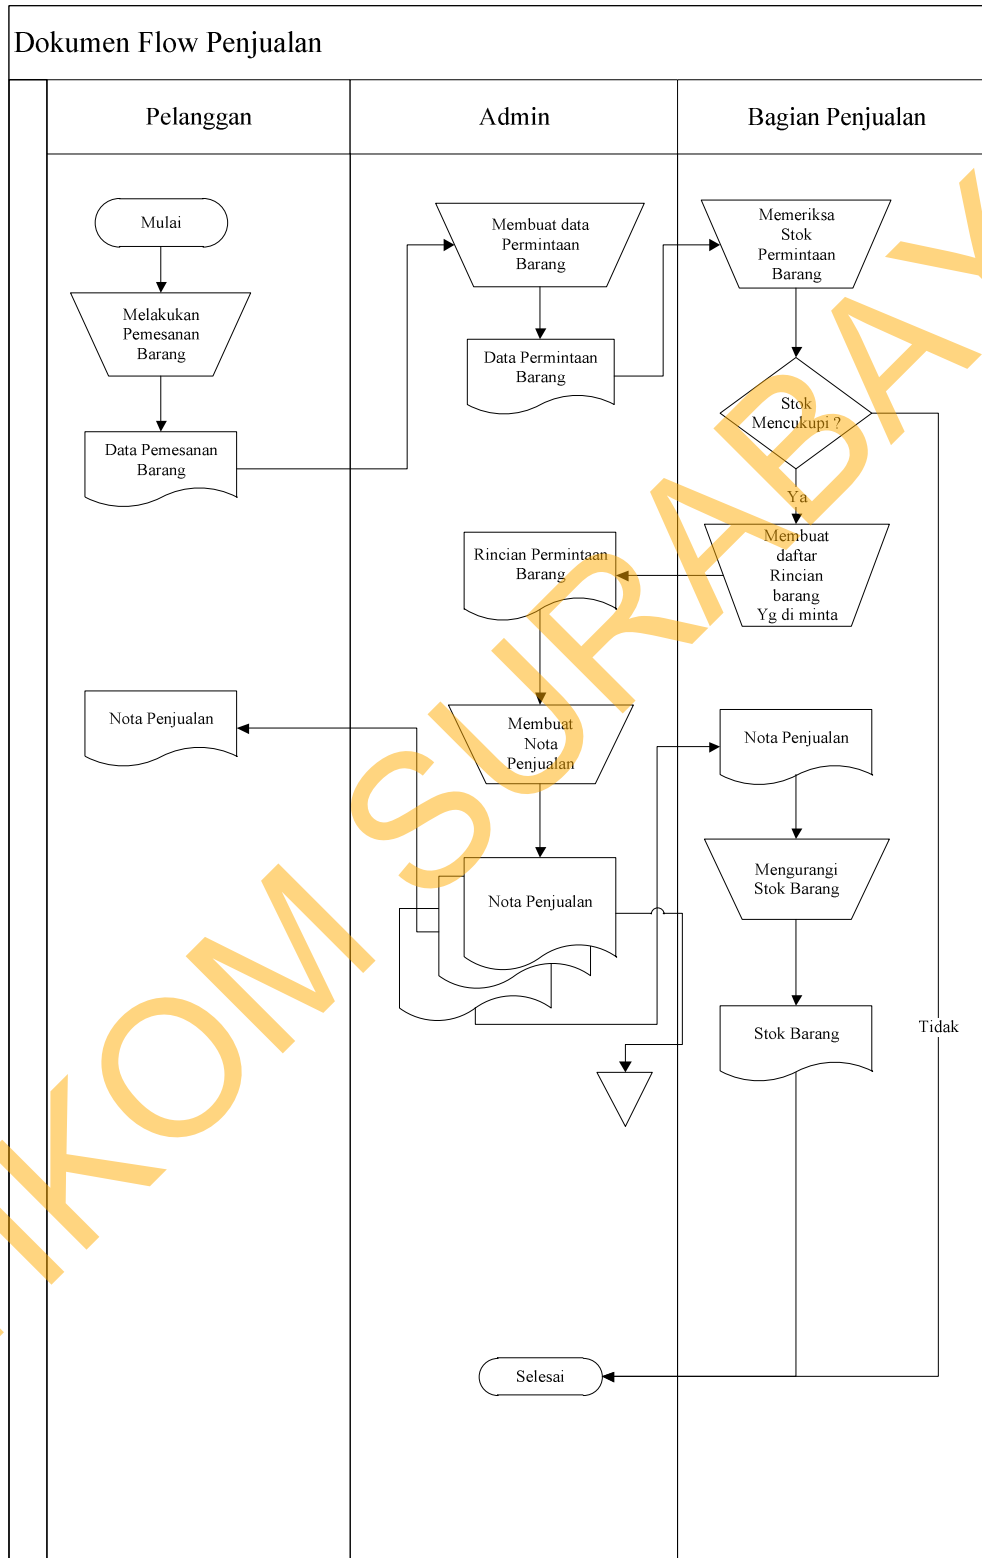 Dokumen Flow Penjualan
Pelanggan
Admin
Bagian Penjualan
Mulai
Melakukan
Pemesanan
Barang
Data Pemesanan
Barang
Membuat data
Permintaan
Barang
Data Permintaan
Barang
Memeriksa
Stok
Permintaan
Barang
Stok
Mencukupi ?
Ya
Membuat
daftar
Rincian
barang
Yg di minta
Rincian Permintaan
Barang
Membuat
Nota
Penjualan
Nota Penjualan
Nota Penjualan
Nota Penjualan
Mengurangi
Stok Barang
Stok Barang
Tidak
Selesai
IKOM SURABAY